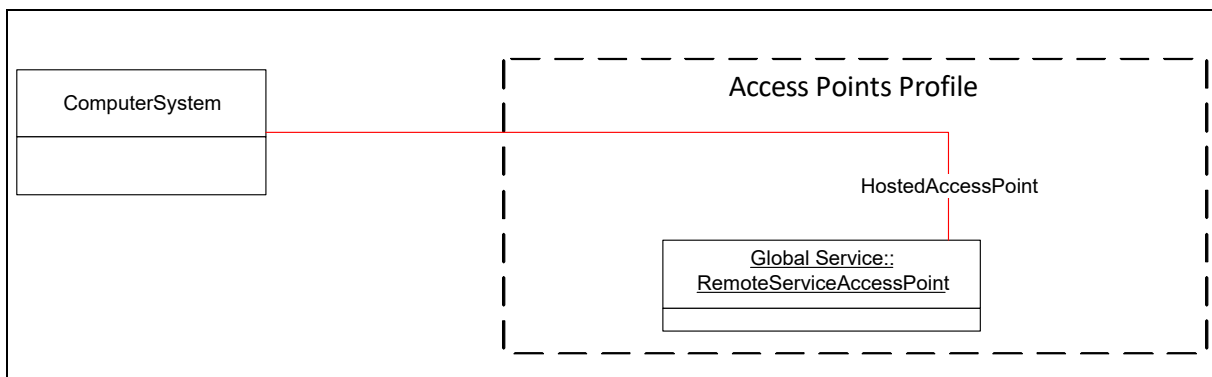 Access Points Profile
ComputerSystem
HostedAccessPoint
Global Service::
RemoteServiceAccessPoint